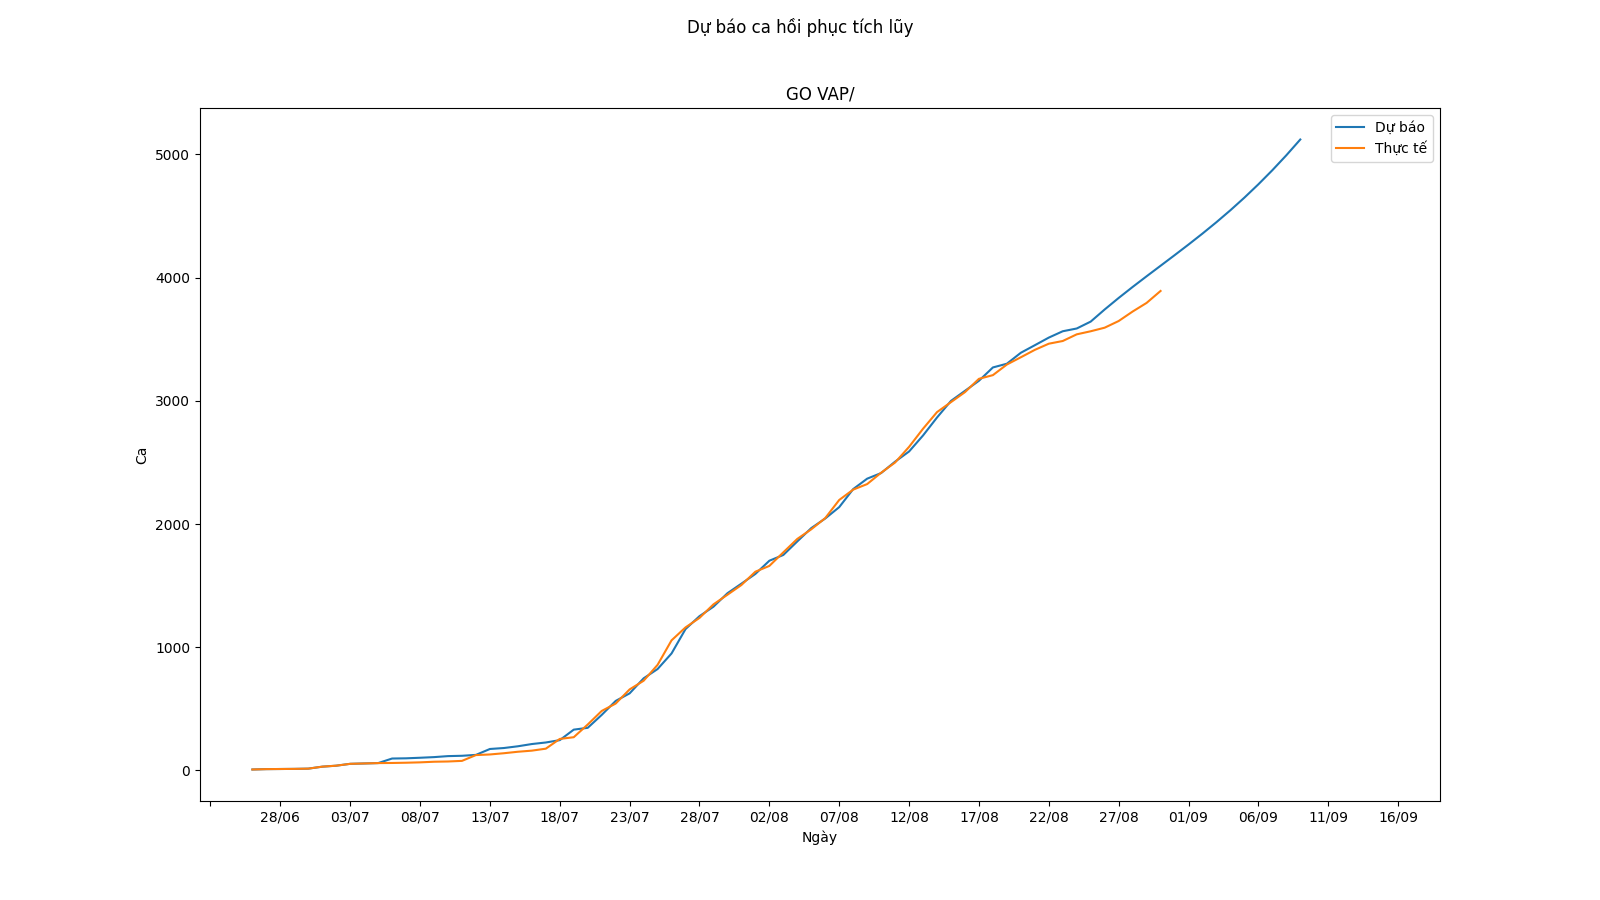 Dự báo ca hồi phục tích lũy
GO VAP/
Dự báo
Thực tế
5000
4000
3000
2000
1000
0
Ca
28/06 03/07 08/07 13/07 18/07 23/07 28/07 02/08 07/08 12/08 17/08 22/08 27/08 01/09 06/09 11/09 16/09
Ngày